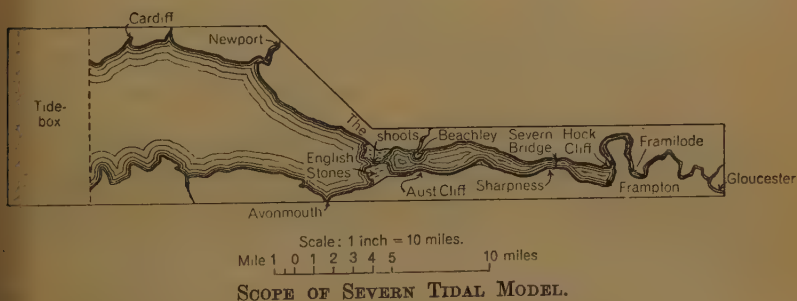 Cardiff
Newport
Tide-
box
The shoots
Beachley
Severn
Bridge
Hock
Cliff
Framilode
English
Stones
Aust Cliff
Sharpness
Frampton
Gloucester
Avonmouth
Scale: 1 inch = 10 miles.
Mile 1 0 1 2 3 4 5 10 miles
SCOPE OF SEVERN TIDAL MODEL.